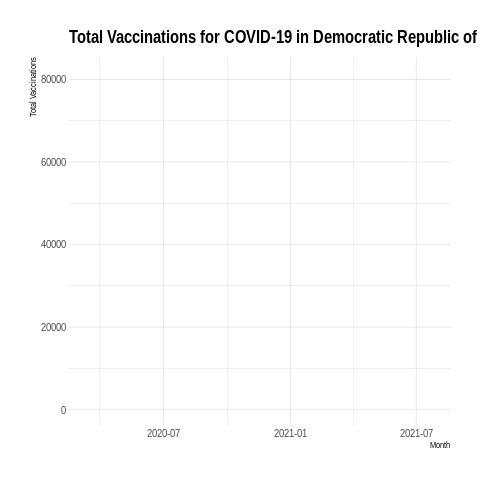 Total Vaccinations for COVID-19 in Democratic Republic of
Total Vaccinations
80000
60000
40000
20000
0
2020-07 2021-01 2021-07
Month